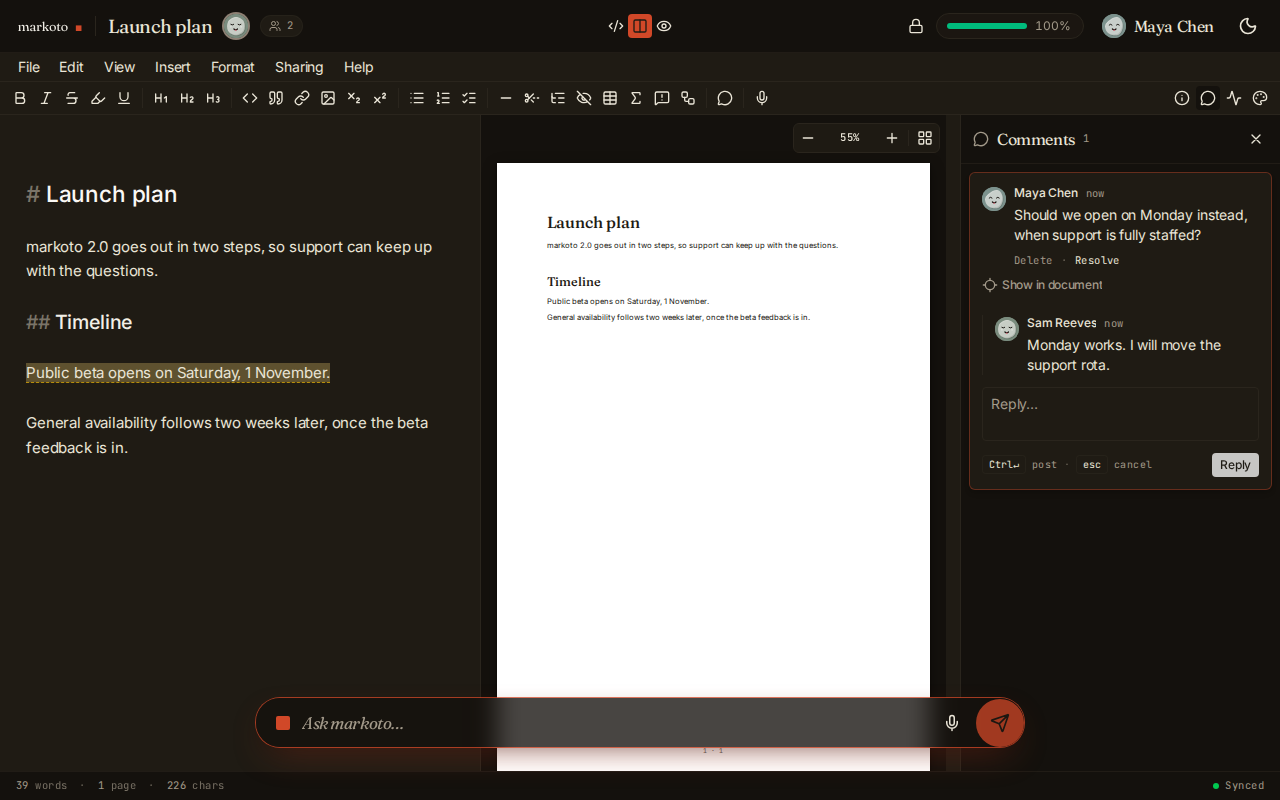 markoto
Launch plan
2
100%
Maya Chen
File Edit View Insert Format Sharing Help
H1 H2 H3
55%
# Launch plan
markoto 2.0 goes out in two steps, so support can keep up
with the questions.
## Timeline
Public beta opens on Saturday, 1 November.
General availability follows two weeks later, once the beta
feedback is in.
Launch plan
markoto 2.0 goes out in two steps, so support can keep up with the questions.
Timeline
Public beta opens on Saturday, 1 November.
General availability follows two weeks later, once the beta feedback is in.
1 · 1
Comments 1
Maya Chen now
Should we open on Monday instead,
when support is fully staffed?
Delete · Resolve
Show in document
Sam Reeves now
Monday works. I will move the
support rota.
Reply...
Ctrl↵ post · esc cancel
Reply
Ask markoto...
39 words · 1 page · 226 chars
Synced